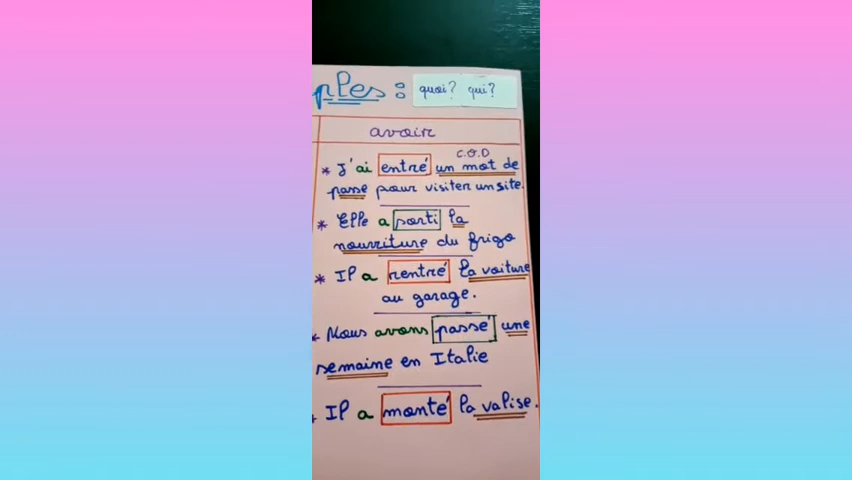 ples : quoi? qui?
avoir
C.O.D
* J'ai entré un mot de
passe pour visiter un site.
* Elle a sorti la
nourriture du frigo
* Il a rentré la voiture
au garage.
* Nous avons passé une
semaine en Italie
* Il a monté la valise.